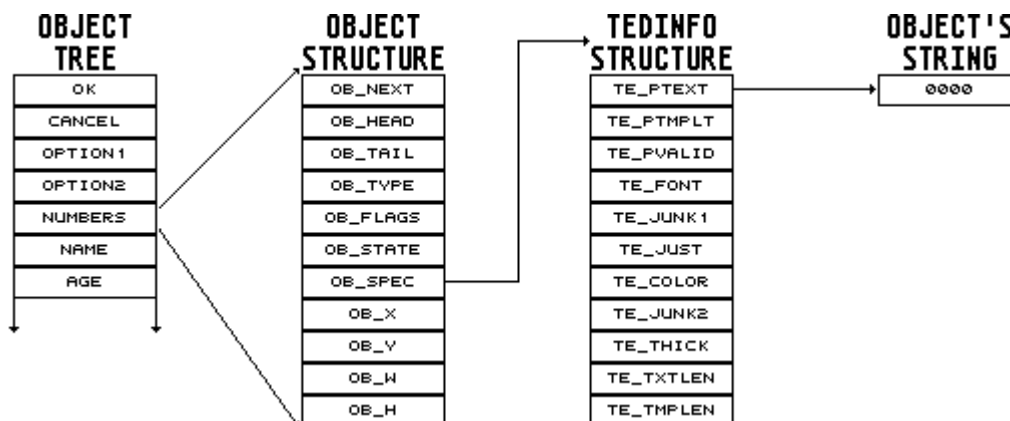 OBJECT TREE
OK
CANCEL
OPTION1
OPTION2
NUMBERS
NAME
AGE
OBJECT STRUCTURE
OB_NEXT
OB_HEAD
OB_TAIL
OB_TYPE
OB_FLAGS
OB_STATE
OB_SPEC
OB_X
OB_Y
OB_W
OB_H
TEDINFO STRUCTURE
TE_PTEXT
TE_PTMPLT
TE_PVALID
TE_FONT
TE_JUNK1
TE_JUST
TE_COLOR
TE_JUNK2
TE_THICK
TE_TXTLEN
TE_TMPLEN
OBJECT'S STRING
0000